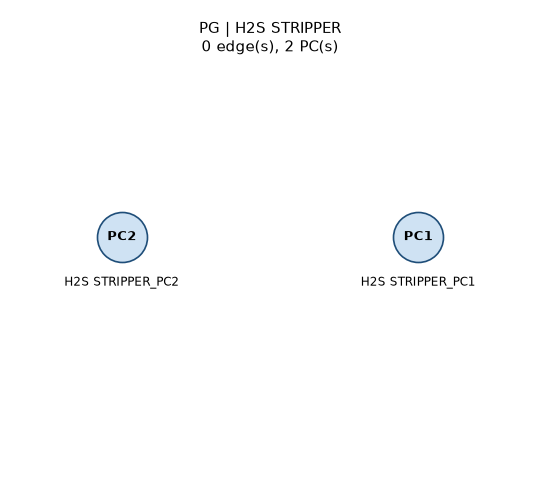 PG | H2S STRIPPER
0 edge(s), 2 PC(s)
PC2
PC1
H2S STRIPPER_PC2
H2S STRIPPER_PC1